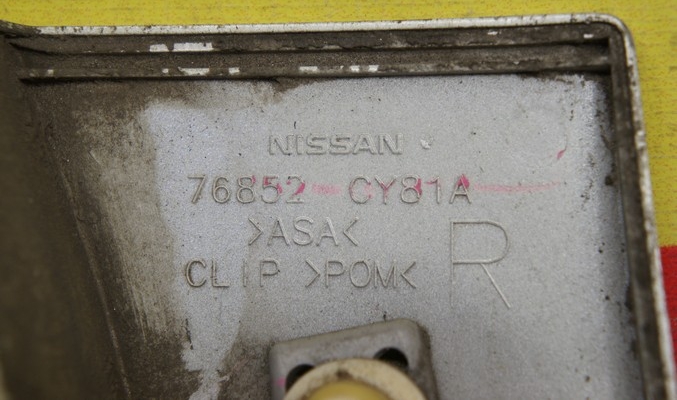 NISSAN
76852 CY81A
>ASA<
CLIP >POM<
R